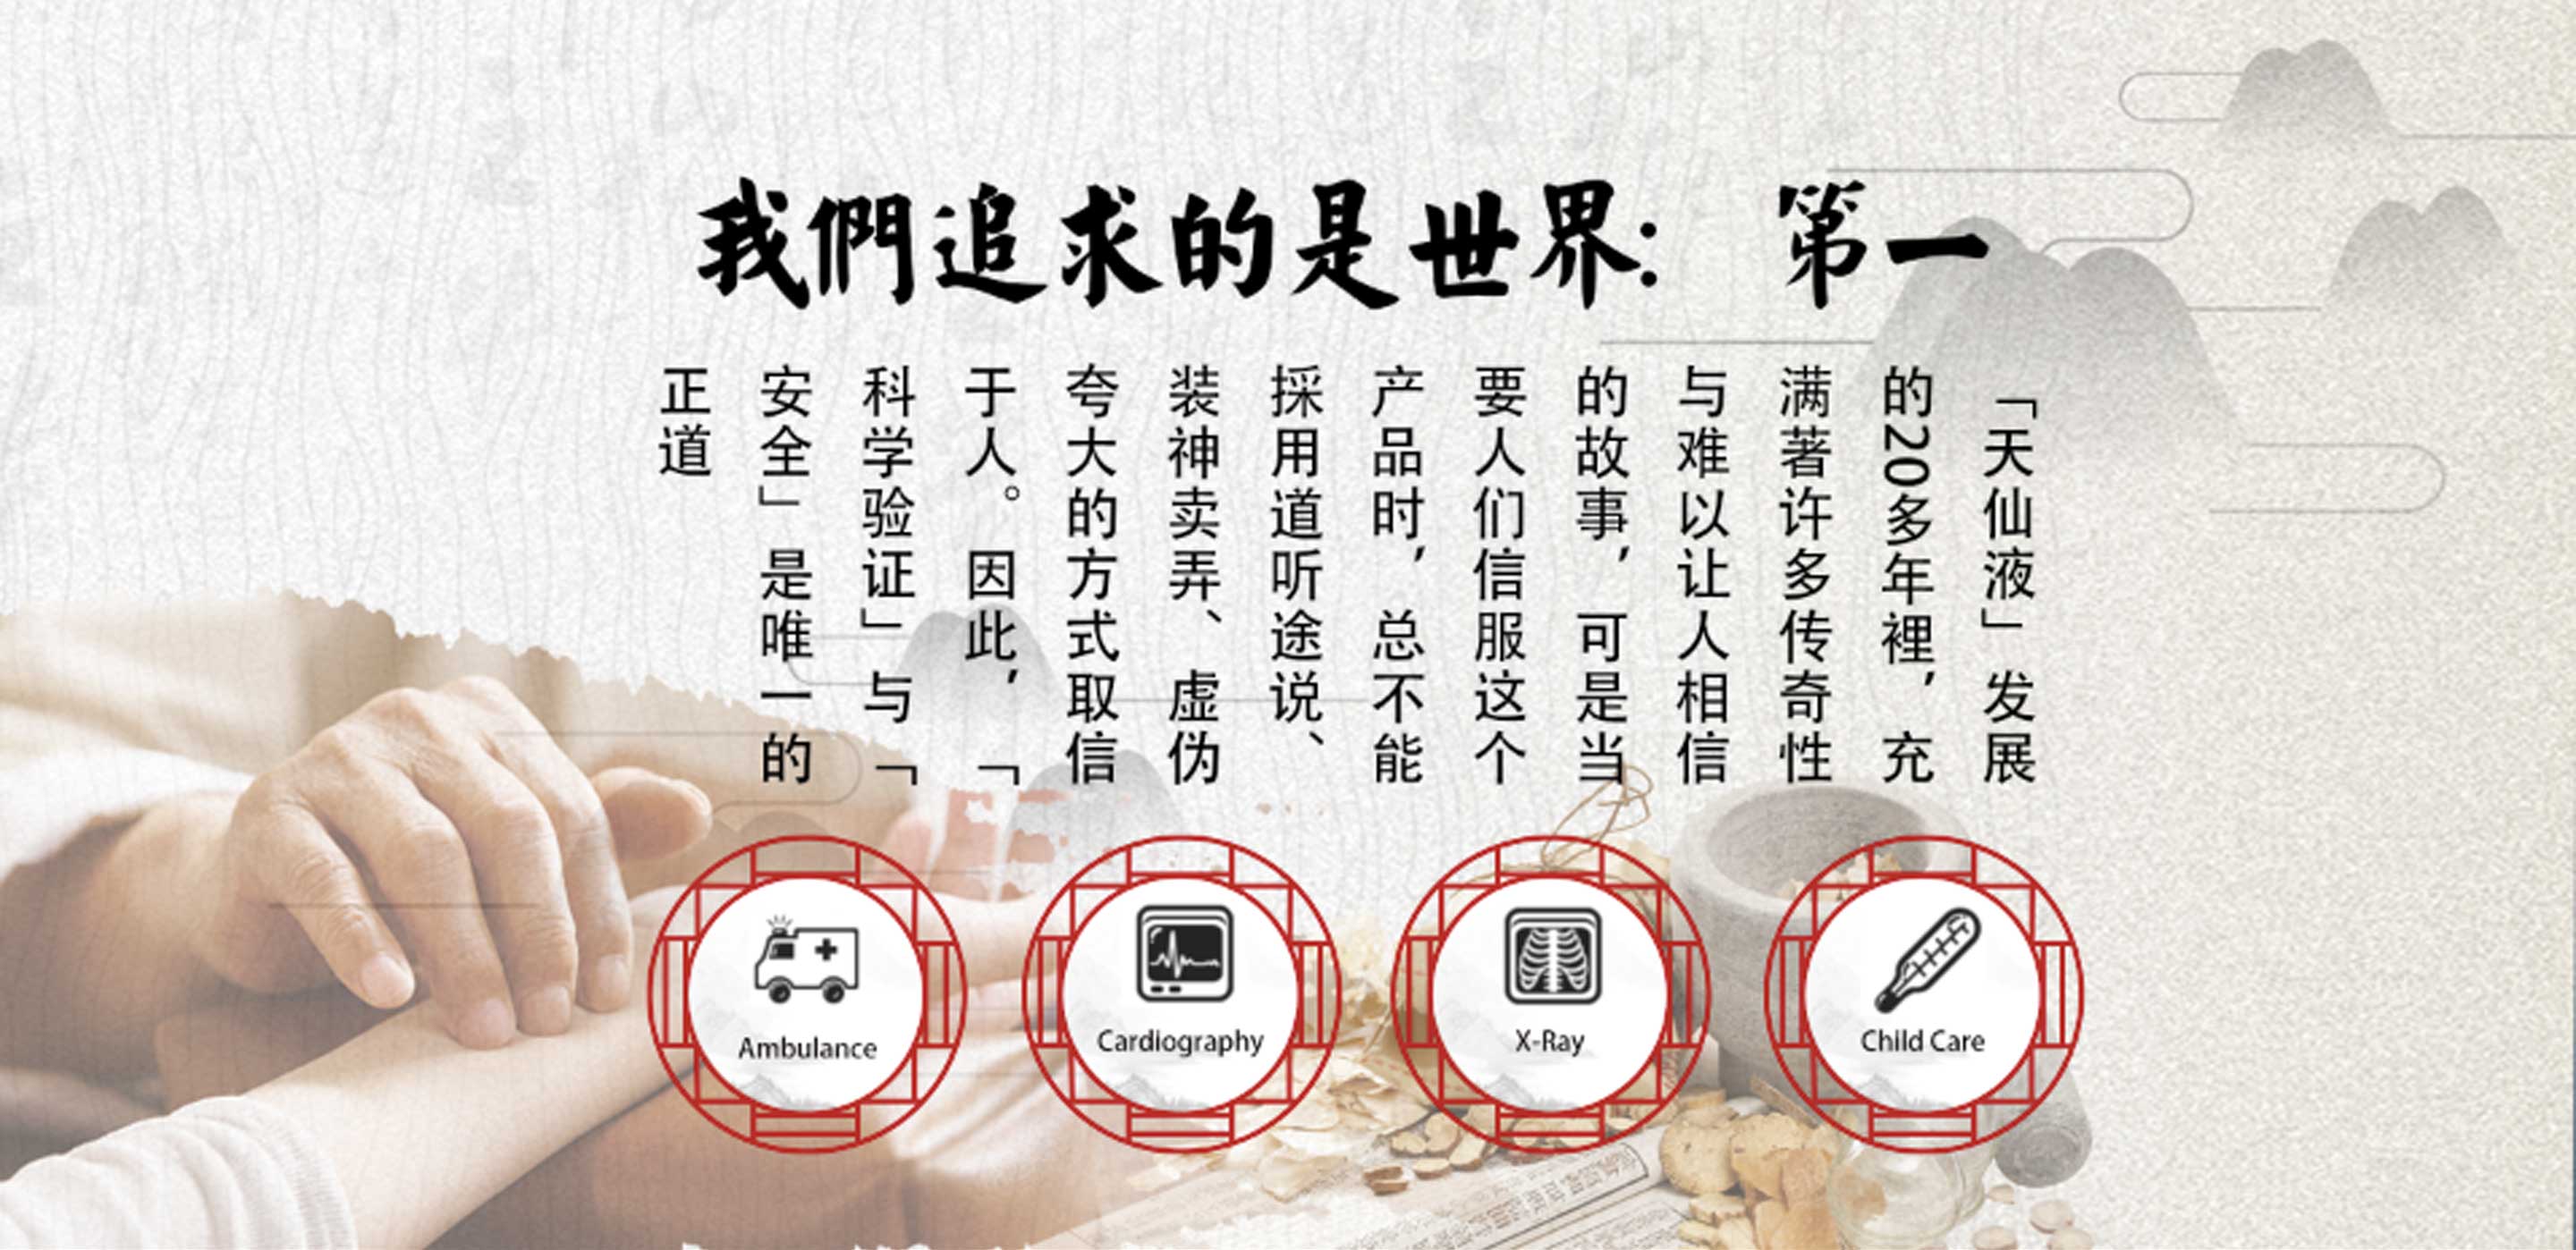 我們追求的是世界：第一
「天仙液」发展
的20多年裡，充
满著许多传奇性
与难以让人相信
的故事，可是当
要人们信服这个
产品时，总不能
採用道听途说、
装神卖弄、虚伪
夸大的方式取信
于人。因此，「
科学验证」与「
安全」是唯一的
正道
Ambulance
Cardiography
X-Ray
Child Care